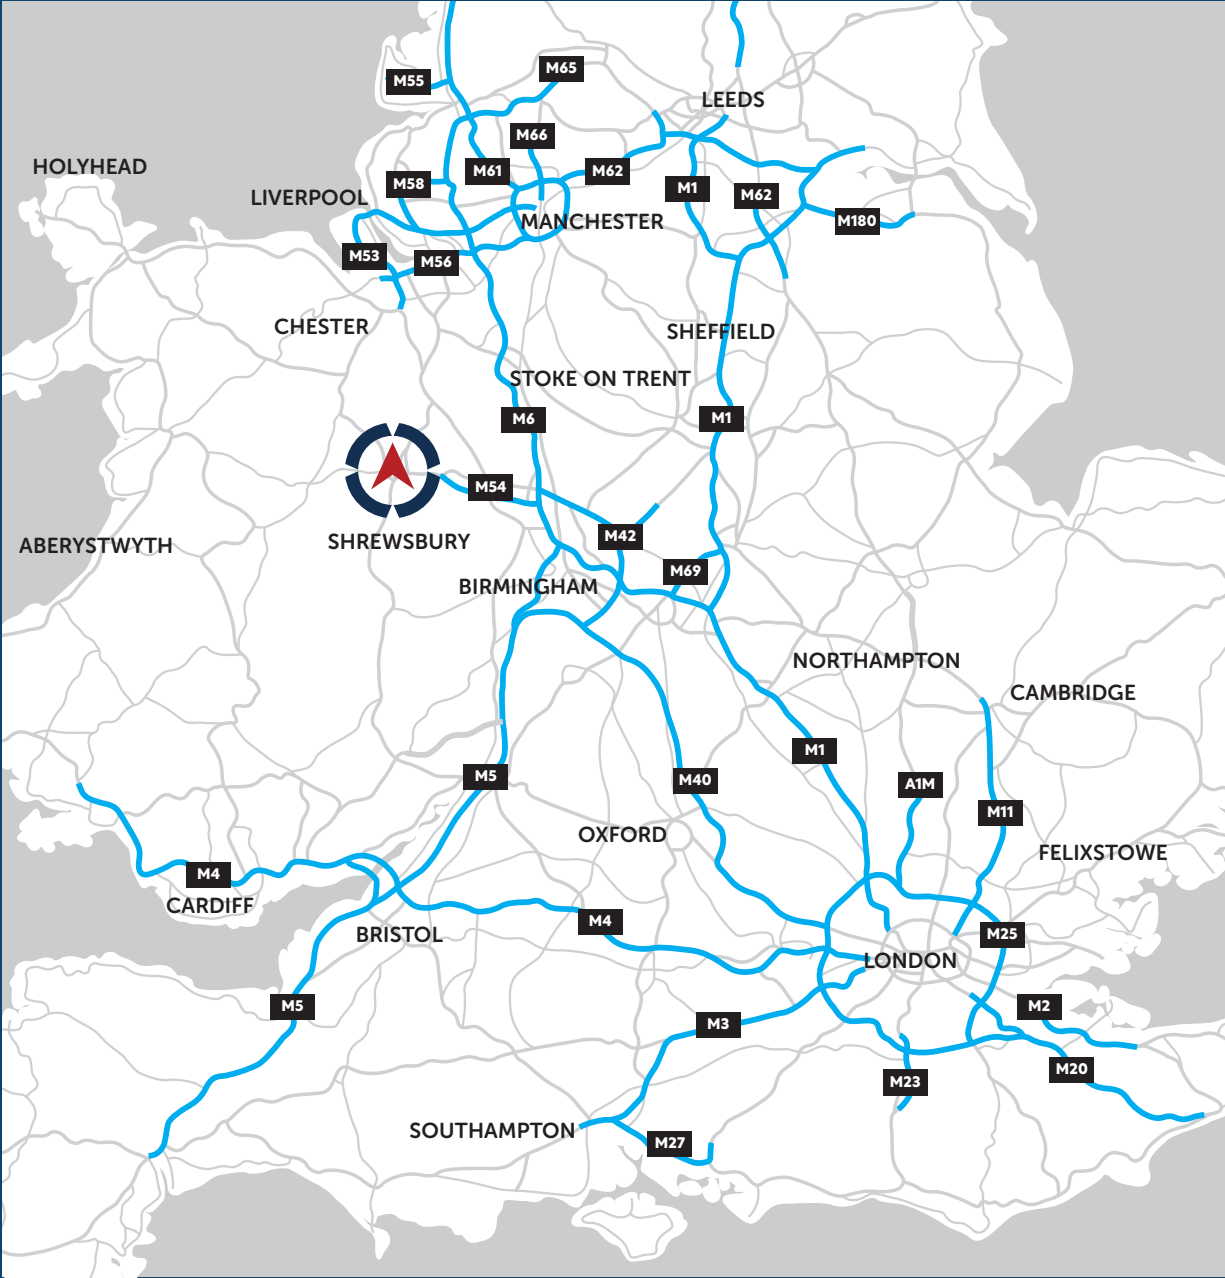 M65
M55
LEEDS
M66
HOLYHEAD
M61
M62
M58
M1
M62
LIVERPOOL
MANCHESTER
M180
M53
M56
CHESTER
SHEFFIELD
STOKE ON TRENT
M6
M1
M54
M42
SHREWSBURY
ABERYSTWYTH
M69
BIRMINGHAM
NORTHAMPTON
CAMBRIDGE
M1
M5
M40
A1M
M11
OXFORD
FELIXSTOWE
M4
CARDIFF
M4
BRISTOL
M25
LONDON
M5
M2
M3
M20
M23
SOUTHAMPTON
M27